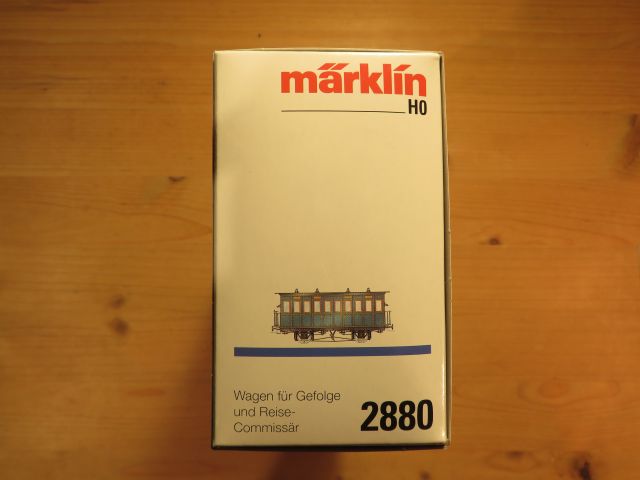 märklin
H0
Wagen für Gefolge
und Reise-
Commissär
2880